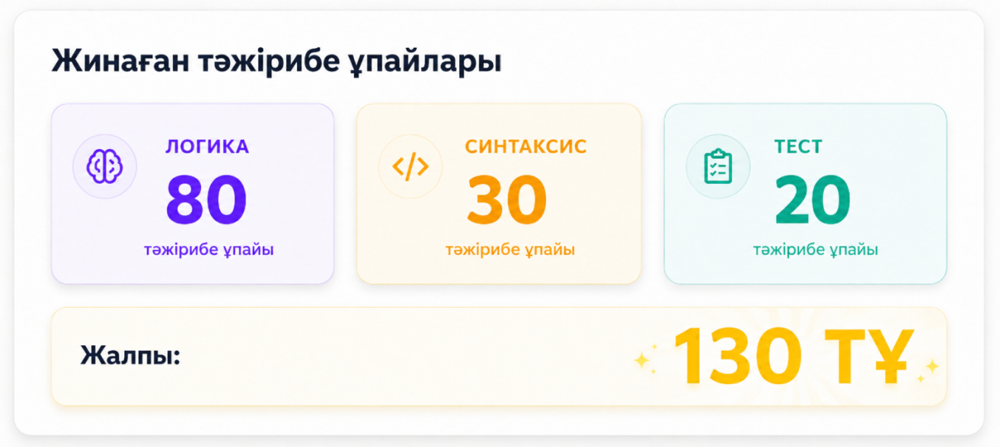 Жинаған тәжірибе ұпайлары
ЛОГИКА
80
тәжірибе ұпайы
СИНТАКСИС
30
тәжірибе ұпайы
ТЕСТ
20
тәжірибе ұпайы
Жалпы:
130 ТҰ